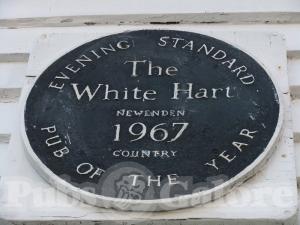 EVENING STANDARD
The
White Hart
NEWENDEN
1967
COUNTRY
PUB OF THE YEAR
Pubs Galore